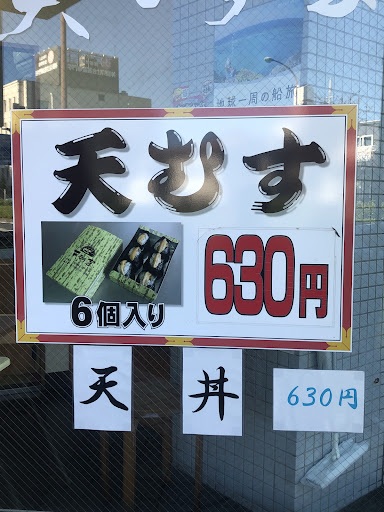 地球一周の船旅
天むす
6個入り
630円
天丼
630円